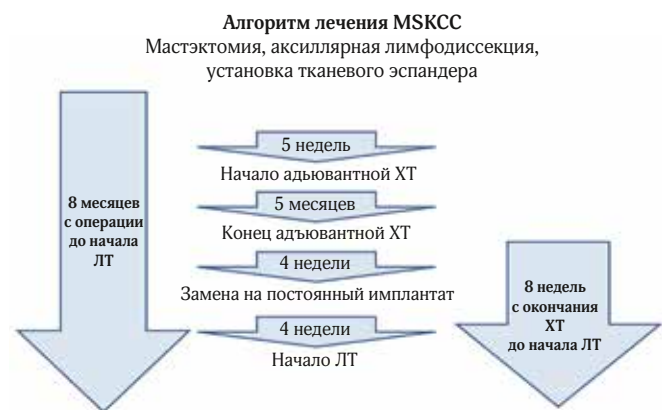 Алгоритм лечения MSKCC
Мастэктомия, аксиллярная лимфодиссекция,
установка тканевого эспандера
5 недель
Начало адьювантной ХТ
5 месяцев
Конец адъювантной ХТ
4 недели
Замена на постоянный имплантат
4 недели
Начало ЛТ
8 месяцев
с операции
до начала
ЛТ
8 недель
с окончания
ХТ
до начала ЛТ